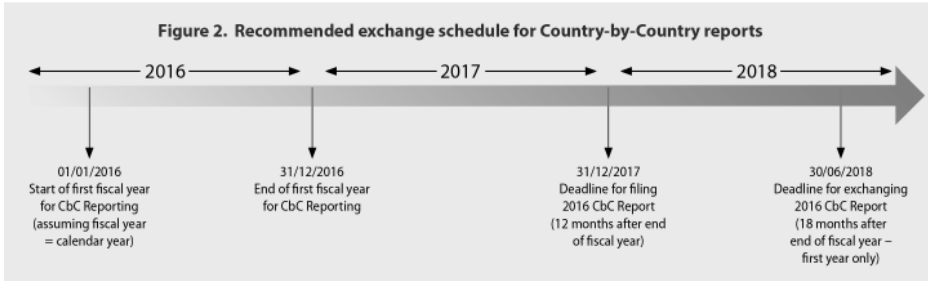 Figure 2. Recommended exchange schedule for Country-by-Country reports
2016
2017
2018
01/01/2016
Start of first fiscal year
for CbC Reporting
(assuming fiscal year
= calendar year)
31/12/2016
End of first fiscal year
for CbC Reporting
31/12/2017
Deadline for filing
2016 CbC Report
(12 months after end
of fiscal year)
30/06/2018
Deadline for exchanging
2016 CbC Report
(18 months after
end of fiscal year –
first year only)